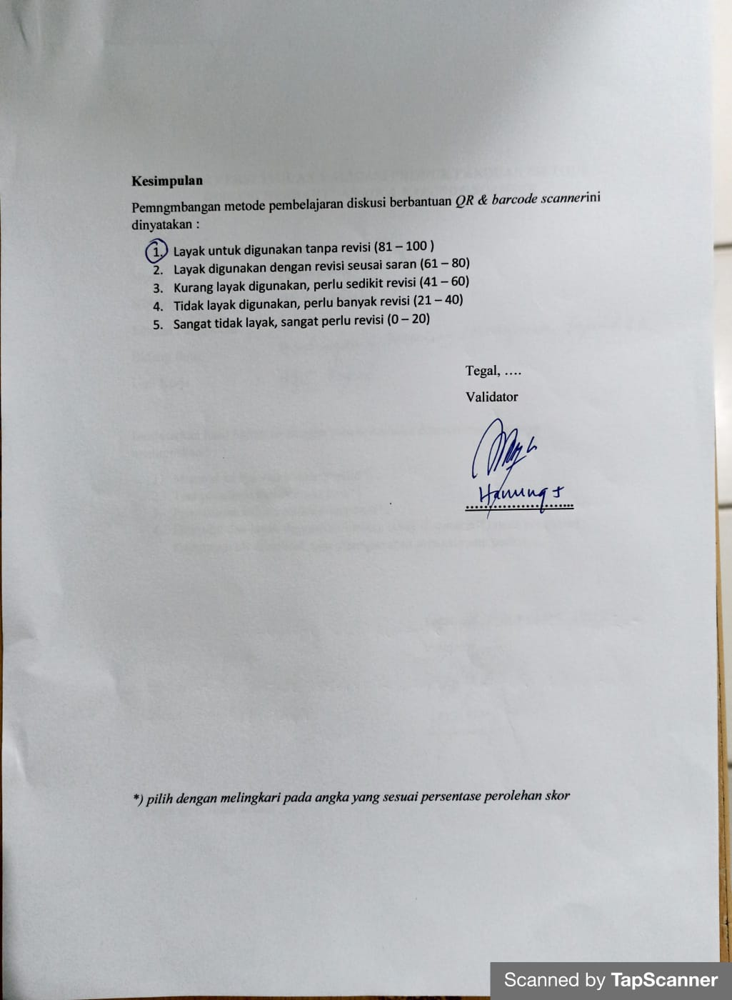 Kesimpulan
Pemngmbangan metode pembelajaran diskusi berbantuan QR & barcode scannerini
dinyatakan :
1. Layak untuk digunakan tanpa revisi (81 – 100 )
2. Layak digunakan dengan revisi seusai saran (61 – 80)
3. Kurang layak digunakan, perlu sedikit revisi (41 – 60)
4. Tidak layak digunakan, perlu banyak revisi (21 – 40)
5. Sangat tidak layak, sangat perlu revisi (0 – 20)
Tegal, ....
Validator
Hanung
*) pilih dengan melingkari pada angka yang sesuai persentase perolehan skor
Scanned by TapScanner